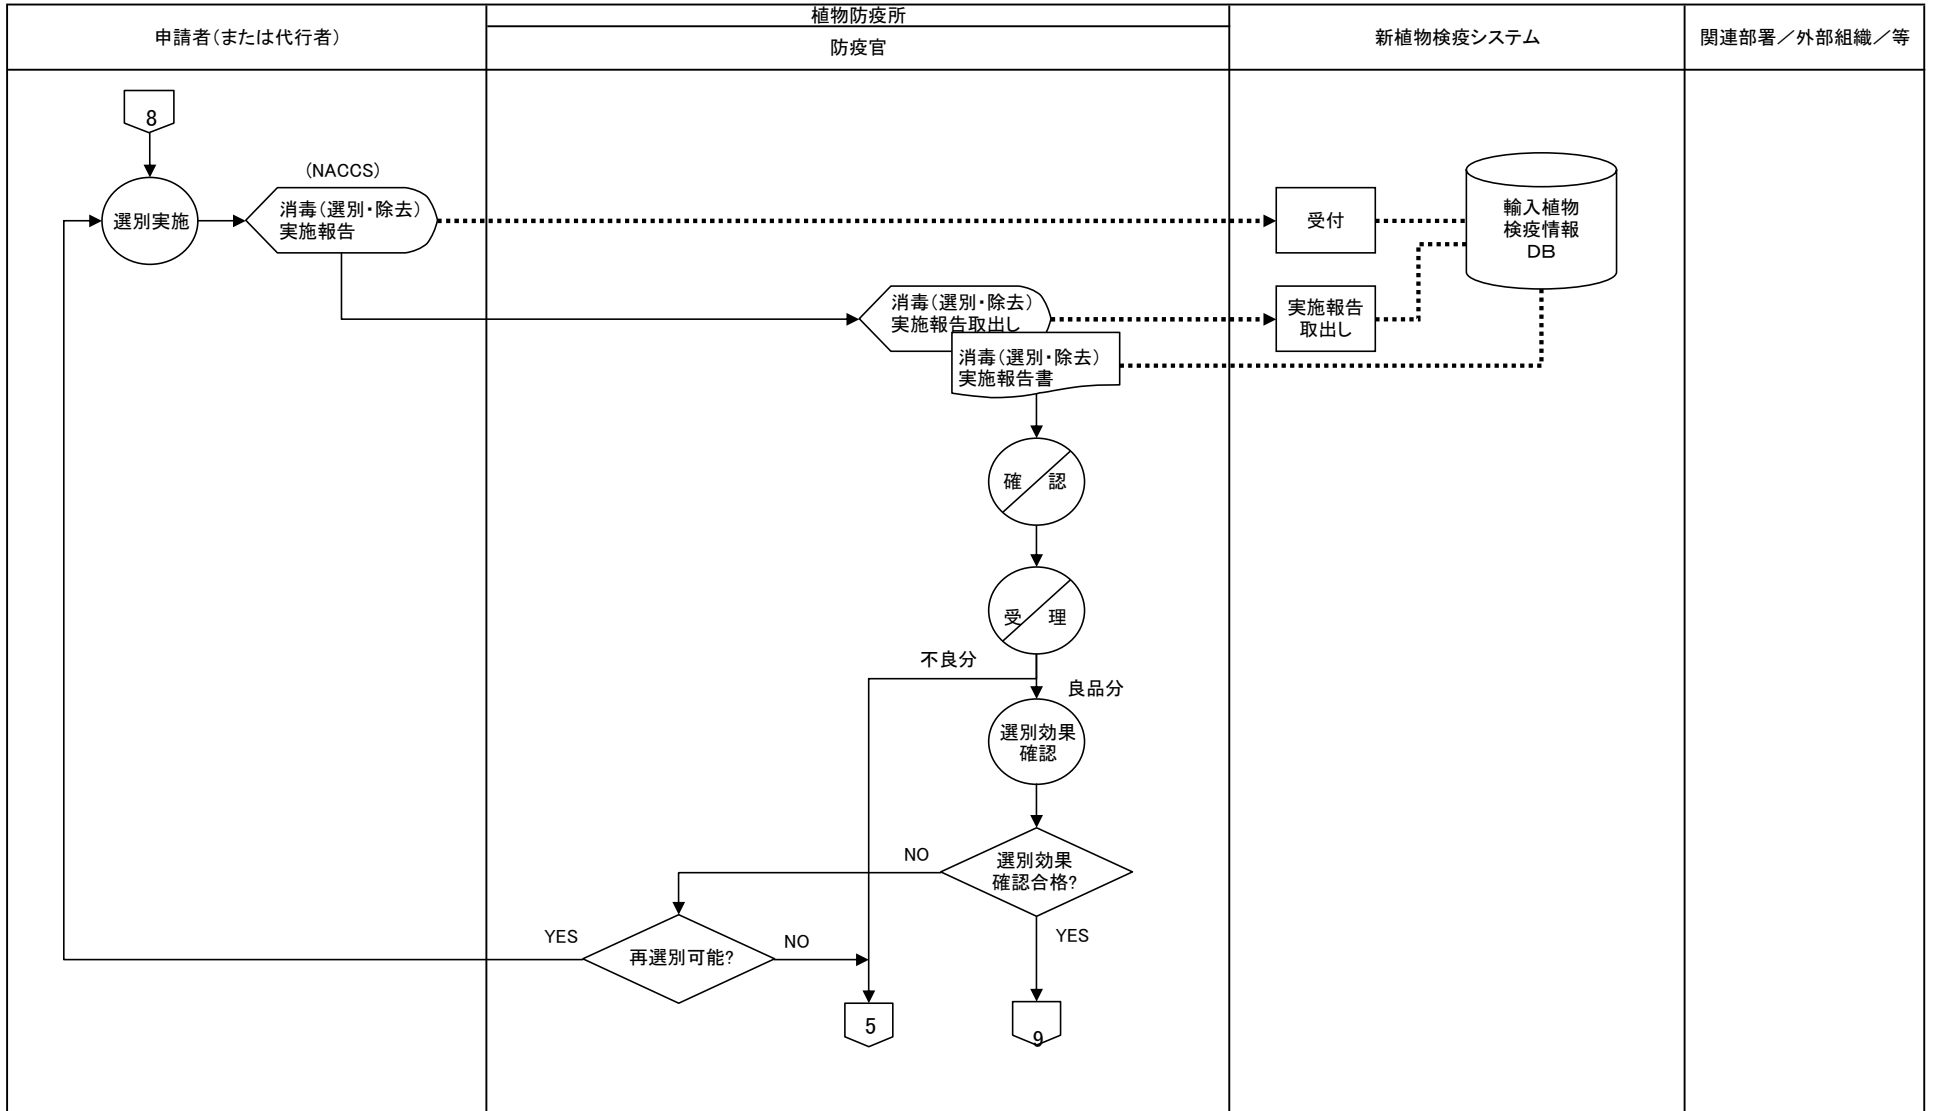 申請者（または代行者）
植物防疫所
防疫官
新植物検疫システム
関連部署／外部組織／等
8
(NACCS)
選別実施
消毒（選別・除去）
実施報告
受付
輸入植物
検疫情報
DB
消毒（選別・除去）
実施報告取出し
実施報告
取出し
消毒（選別・除去）
実施報告書
確 認
受 理
不良分
良品分
選別効果
確認
NO
選別効果
確認合格?
YES
再選別可能?
NO
YES
5
9